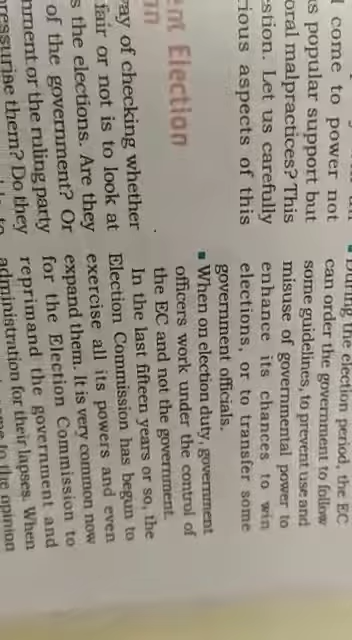 come to power not
s popular support but
oral malpractices? This
stion. Let us carefully
ious aspects of this
ent Election
on
ay of checking whether
fair or not is to look at
s the elections. Are they
of the government? Or
nment or the ruling party
pressurise them? Do they
During the election period, the EC
can order the government to follow
some guidelines, to prevent use and
misuse of governmental power to
enhance its chances to win
elections, or to transfer some
government officials.
▪ When on election duty, government
officers work under the control of
the EC and not the government.
In the last fifteen years or so, the
Election Commission has begun to
exercise all its powers and even
expand them. It is very common now
for the Election Commission to
reprimand the government and
administration for their lapses. When
to the opinion